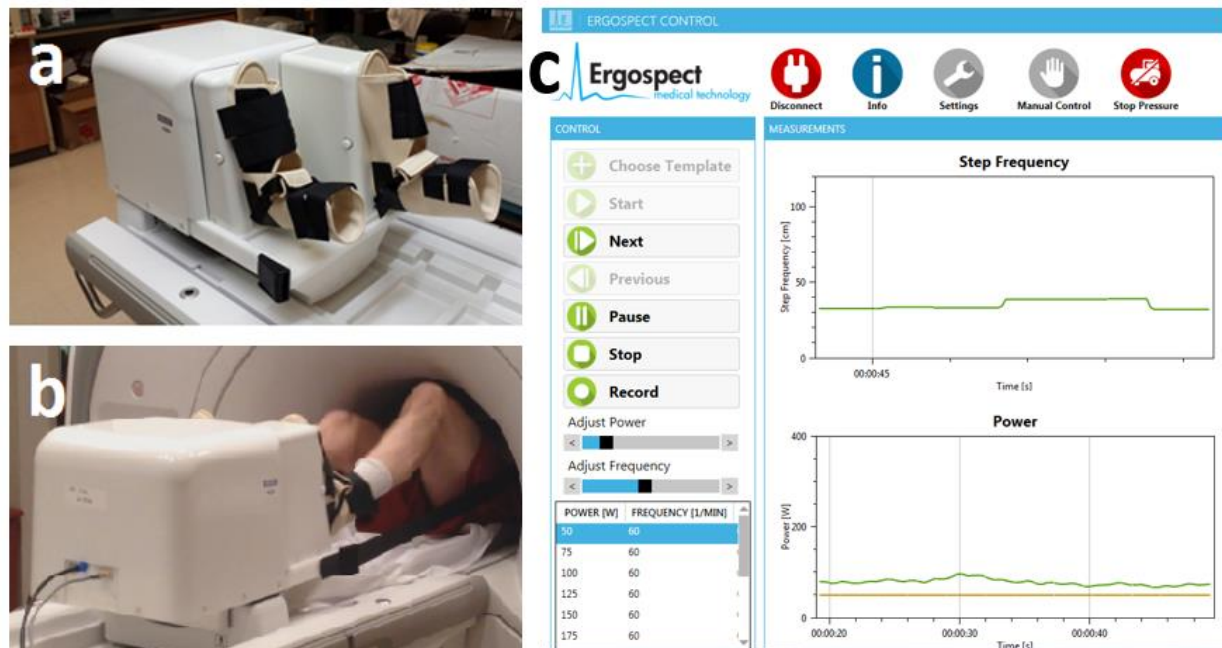 a
b
c
ERGOSPECT CONTROL
Ergospect
medical technology
Disconnect
Info
Settings
Manual Control
Stop Pressure
CONTROL
Choose Template
Start
Next
Previous
Pause
Stop
Record
Adjust Power
<
>
Adjust Frequency
<
>
POWER [W] FREQUENCY [1/MIN]
50 60
75 60
100 60
125 60
150 60
175 60
MEASUREMENTS
Step Frequency
Step Frequency [cm]
100
50
0
00:00:45
Time [s]
Power
Power [W]
400
200
0
00:00:20 00:00:30 00:00:40
Time [s]